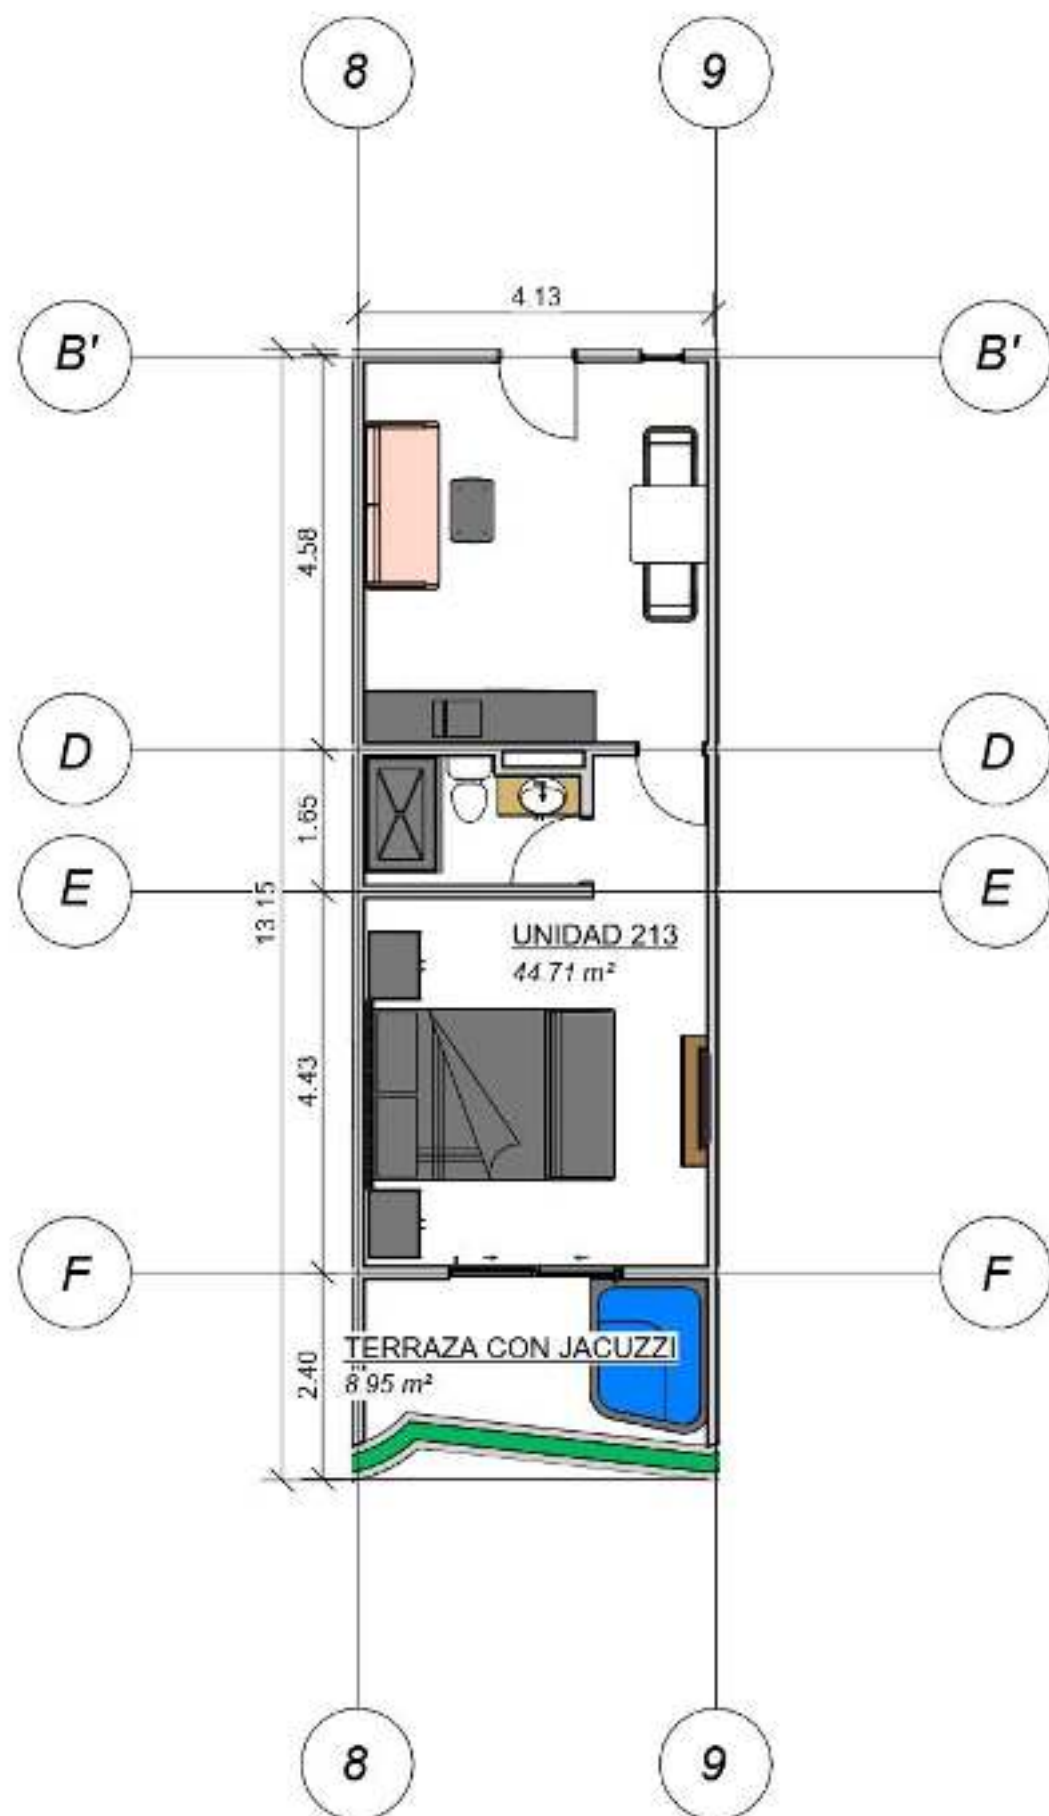 8 9
4.13
B' B'
4.58
D D
1.65
E E
13.15
UNIDAD 213
44.71 m²
4.43
F F
TERRAZA CON JACUZZI
8.95 m²
2.40
8 9